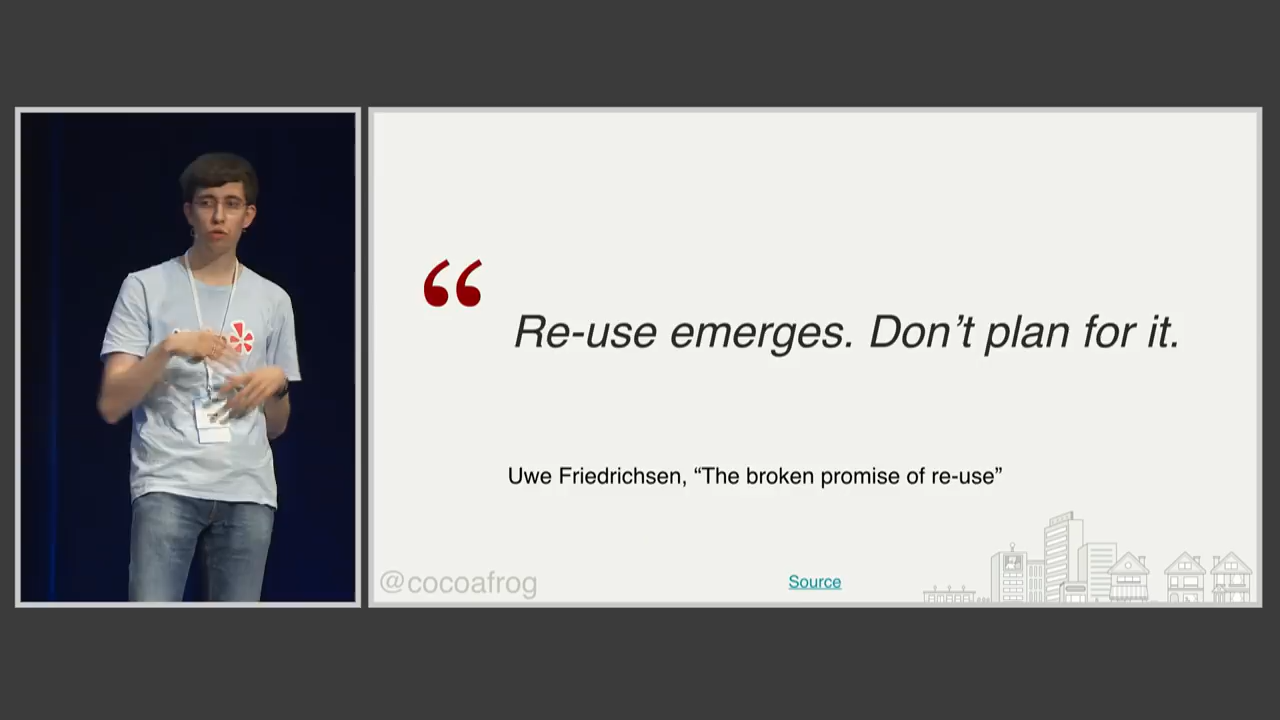 “
Re-use emerges. Don’t plan for it.
Uwe Friedrichsen, “The broken promise of re-use”
@cocoafrog
Source